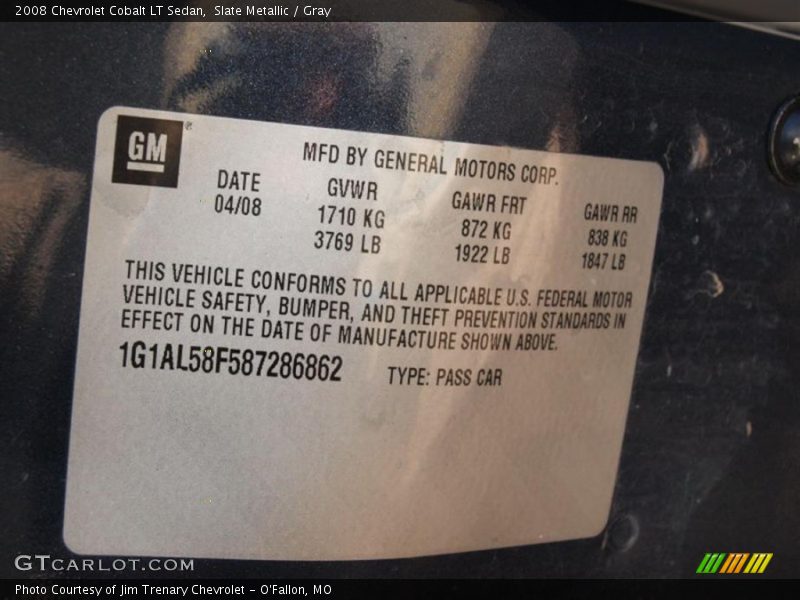 2008 Chevrolet Cobalt LT Sedan, Slate Metallic / Gray
GM
®
MFD BY GENERAL MOTORS CORP.
DATE GVWR GAWR FRT GAWR RR
04/08 1710 KG 872 KG 838 KG
3769 LB 1922 LB 1847 LB
THIS VEHICLE CONFORMS TO ALL APPLICABLE U.S. FEDERAL MOTOR
VEHICLE SAFETY, BUMPER, AND THEFT PREVENTION STANDARDS IN
EFFECT ON THE DATE OF MANUFACTURE SHOWN ABOVE.
1G1AL58F587286862 TYPE: PASS CAR
GTCARLOT.COM
Photo Courtesy of Jim Trenary Chevrolet - O'Fallon, MO